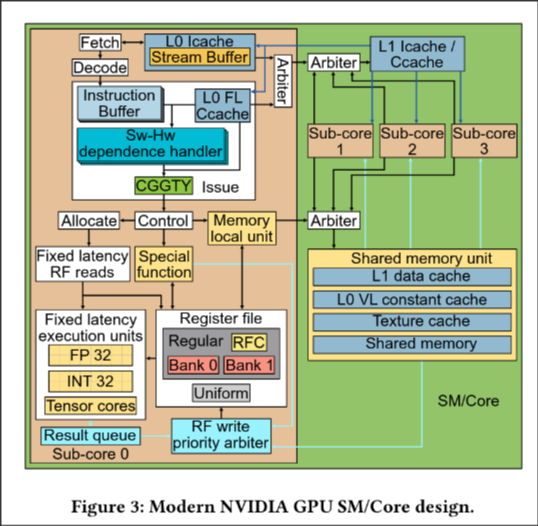 Fetch
L0 Icache
Stream Buffer
Decode
Arbiter
Arbiter
L1 Icache /
Ccache
Instruction
Buffer
L0 FL
Ccache
Sw-Hw
dependence handler
CGGTY
Issue
Sub-core
1
Sub-core
2
Sub-core
3
Allocate
Control
Memory
local unit
Arbiter
Fixed latency
RF reads
Special
function
Shared memory unit
L1 data cache
L0 VL constant cache
Texture cache
Shared memory
Fixed latency
execution units
FP 32
INT 32
Tensor cores
Register file
Regular
RFC
Bank 0
Bank 1
Uniform
Result queue
RF write
priority arbiter
Sub-core 0
SM/Core
Figure 3: Modern NVIDIA GPU SM/Core design.